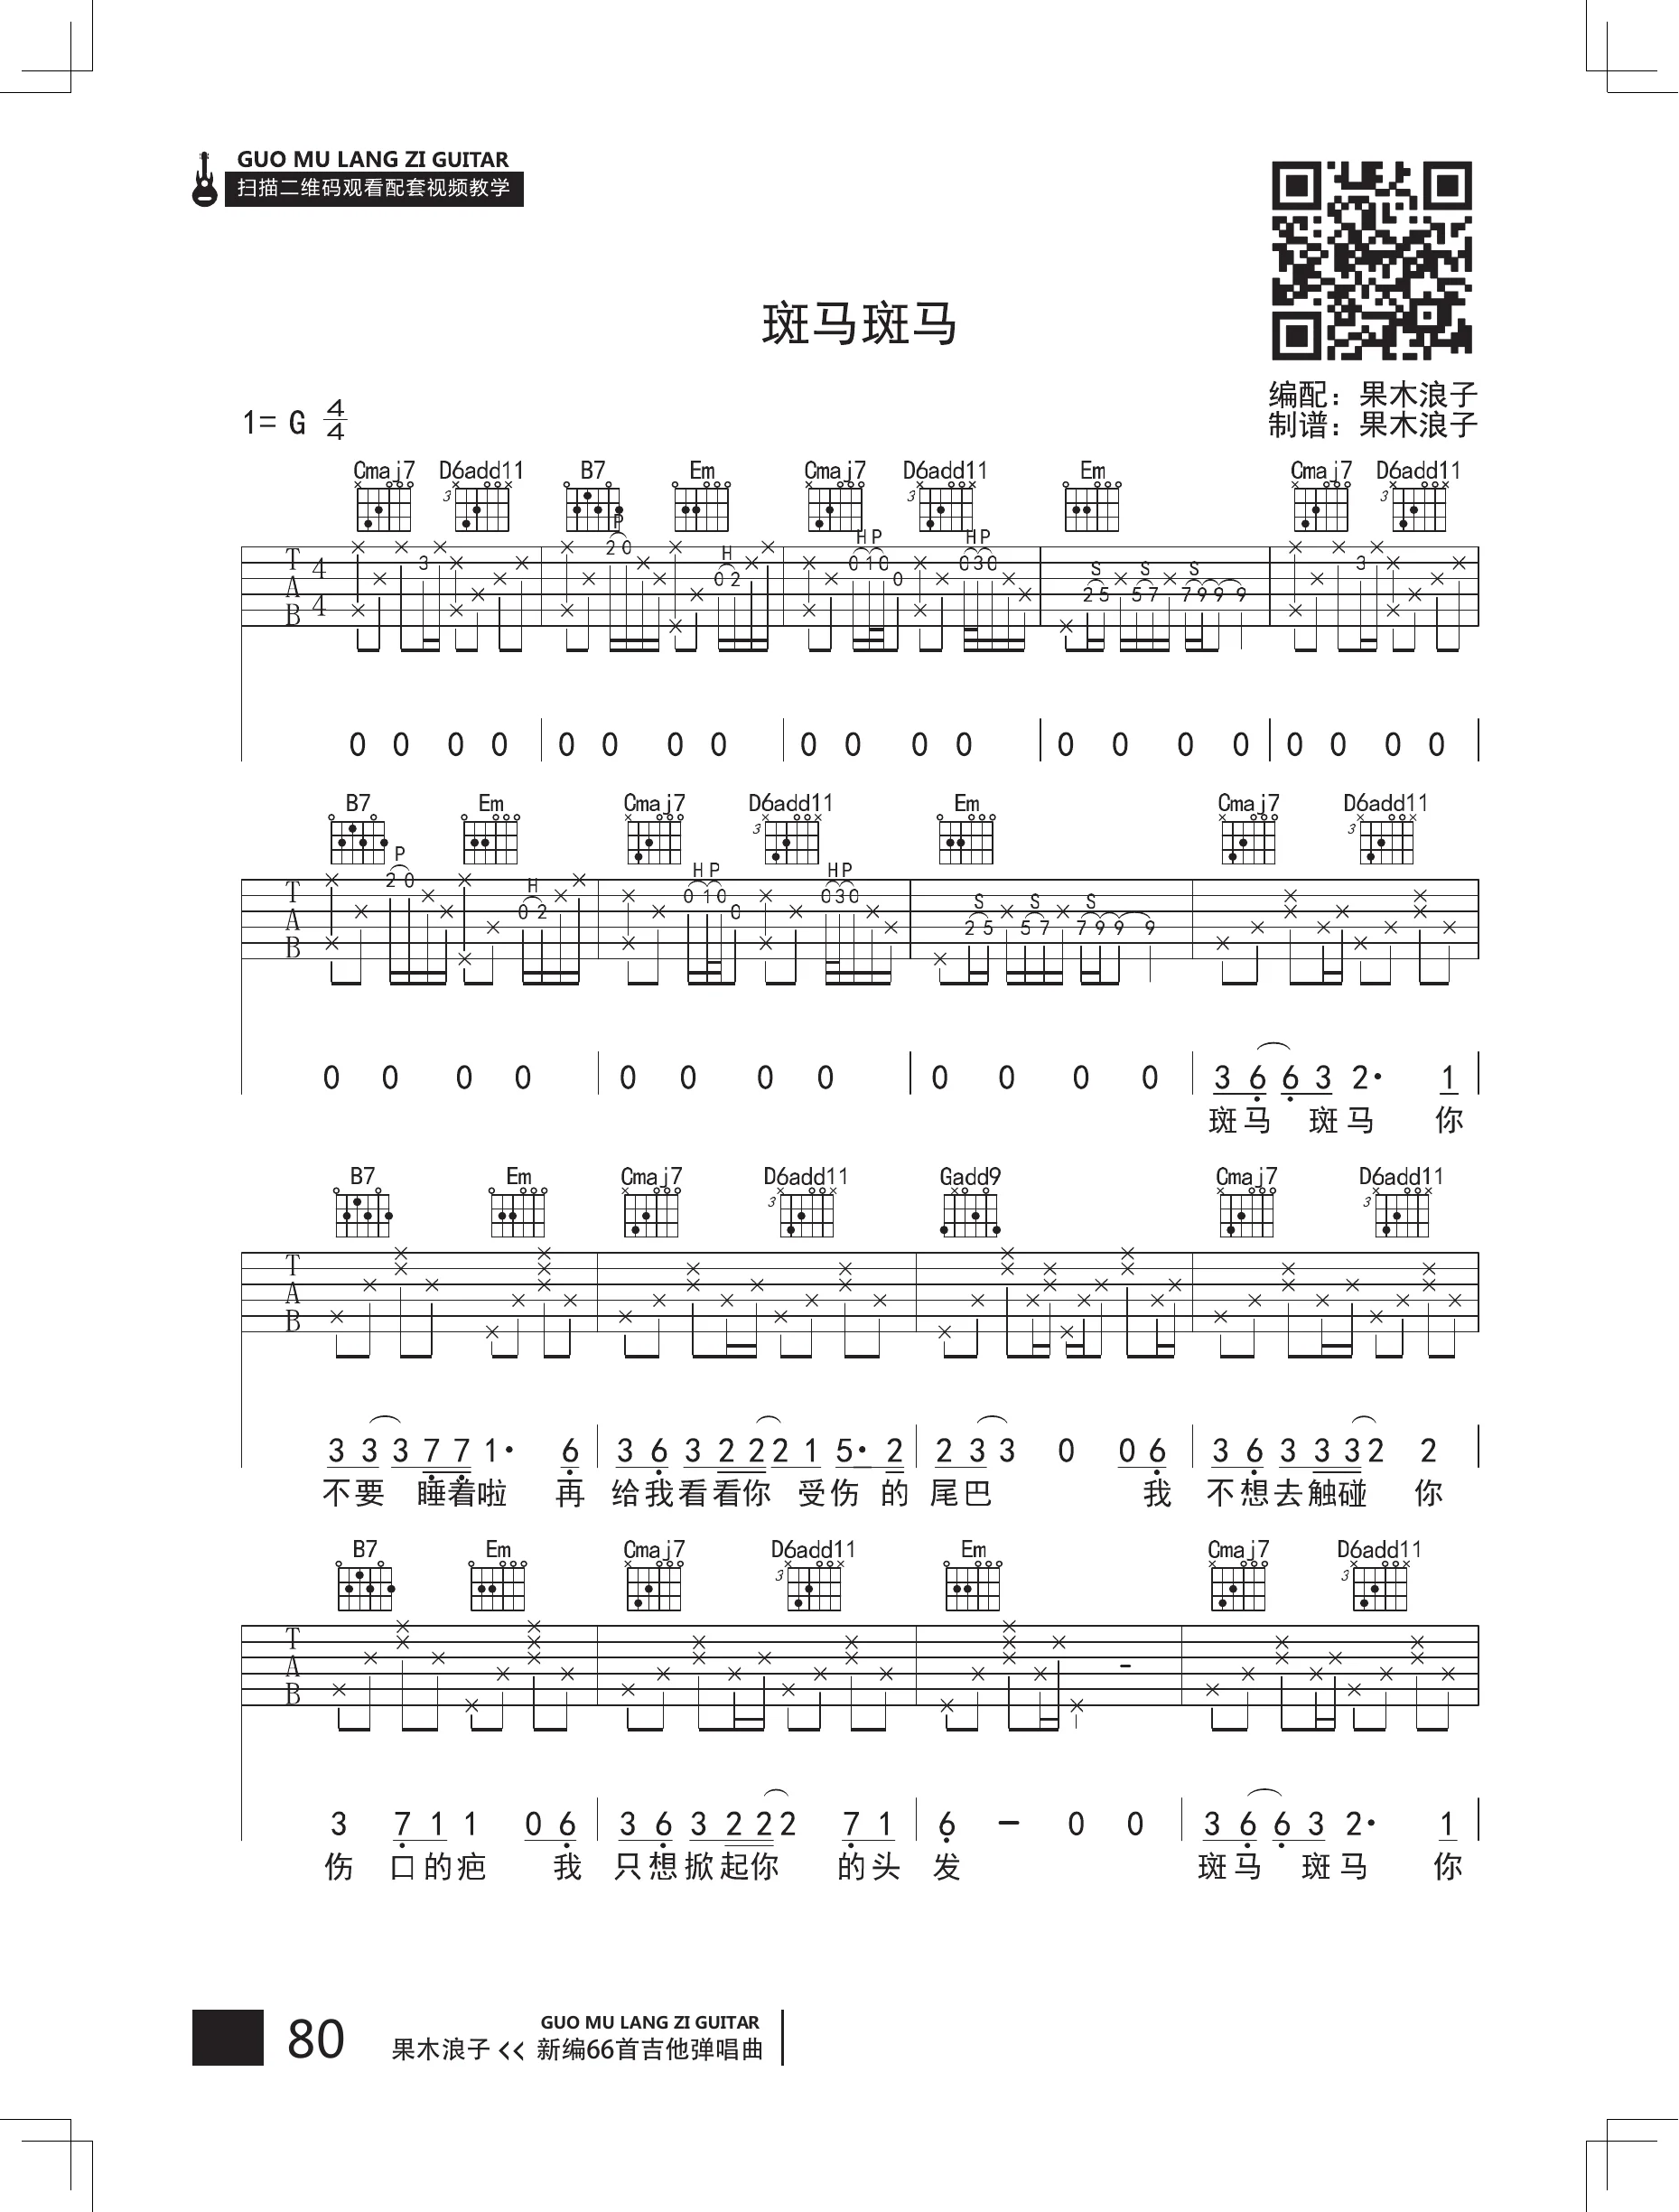 GUO MU LANG ZI GUITAR
扫描二维码观看配套视频教学
斑马斑马
编配：果木浪子
制谱：果木浪子
1= G 4/4
Cmaj7 D6add11 B7 Em Cmaj7 D6add11 Em Cmaj7 D6add11
3 3 3 3
P H H P H P S S S
T A B 4 4
3 2 0 0 2 0 1 0 0 0 3 0 2 5 5 7 7 9 9 9 3
0 0 0 0 0 0 0 0 0 0 0 0 0 0 0 0 0 0 0 0
B7 Em Cmaj7 D6add11 Em Cmaj7 D6add11
3 3
P H H P H P S S S
T A B
2 0 0 2 0 1 0 0 0 3 0 2 5 5 7 7 9 9 9
0 0 0 0 0 0 0 0 0 0 0 0 3 6 6 3 2· 1
斑马 斑马 你
B7 Em Cmaj7 D6add11 Gadd9 Cmaj7 D6add11
3 3
T A B
3 3 3 7 7 1· 6 3 6 3 2 2 2 1 5· 2 2 3 3 0 0 6 3 6 3 3 3 2 2
不要 睡着啦 再 给我看看你 受伤 的 尾巴 我 不想去触碰 你
B7 Em Cmaj7 D6add11 Em Cmaj7 D6add11
3 3
T A B
3 7 1 1 0 6 3 6 3 2 2 2 7 1 6 – 0 0 3 6 6 3 2· 1
伤 口的疤 我 只想掀起你 的头 发 斑马 斑马 你
80
GUO MU LANG ZI GUITAR
果木浪子 << 新编66首吉他弹唱曲